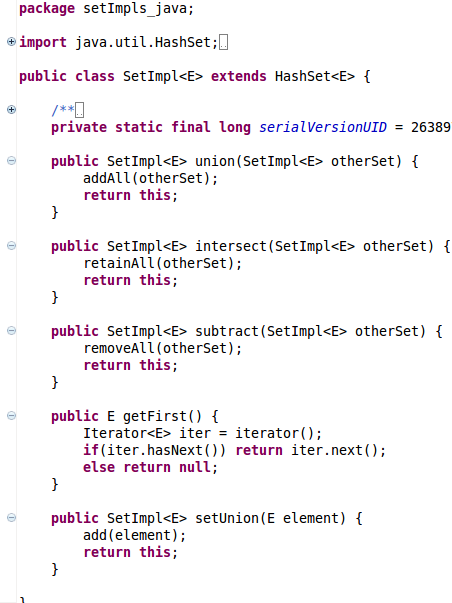 package setImpls_java;
import java.util.HashSet;
public class SetImpl<E> extends HashSet<E> {
/**
private static final long serialVersionUID = 26389
public SetImpl<E> union(SetImpl<E> otherSet) {
addAll(otherSet);
return this;
}
public SetImpl<E> intersect(SetImpl<E> otherSet) {
retainAll(otherSet);
return this;
}
public SetImpl<E> subtract(SetImpl<E> otherSet) {
removeAll(otherSet);
return this;
}
public E getFirst() {
Iterator<E> iter = iterator();
if(iter.hasNext()) return iter.next();
else return null;
}
public SetImpl<E> setUnion(E element) {
add(element);
return this;
}
}